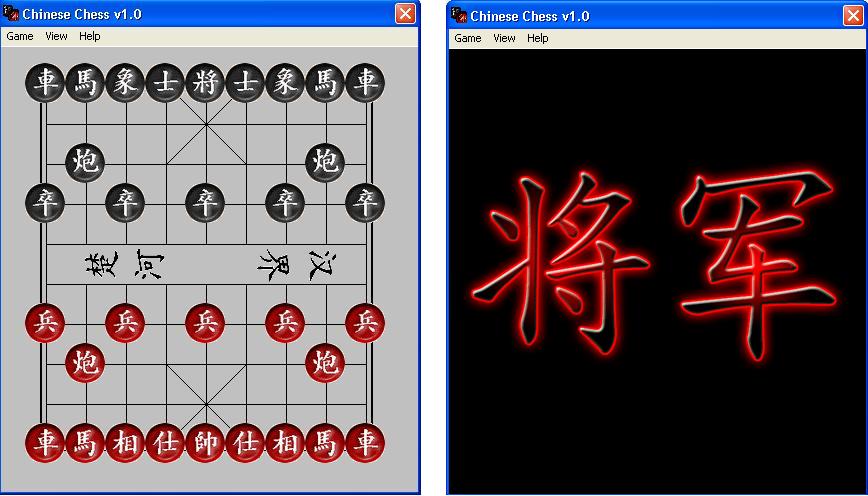 Chinese Chess v1.0
Game View Help
車馬象士將士象馬車
炮炮
卒卒卒卒卒
楚河界汉
兵兵兵兵兵
炮炮
車馬相仕帥仕相馬車
Chinese Chess v1.0
Game View Help
将军